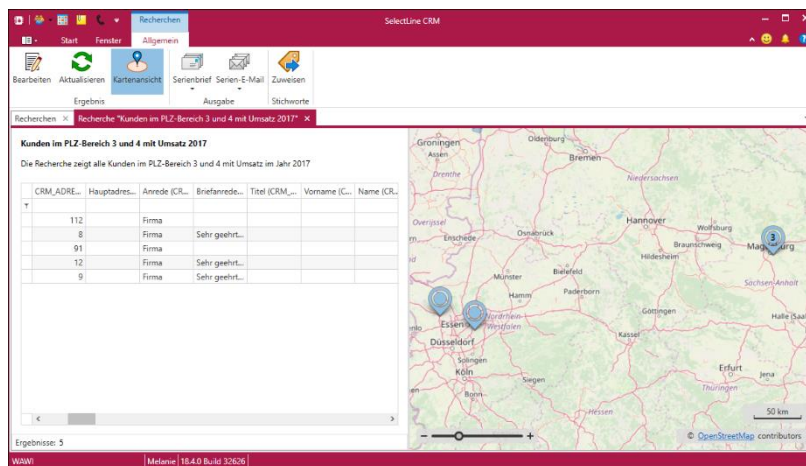 Recherchen
SelectLine CRM
Start Fenster Allgemein
Bearbeiten Aktualisieren Kartenansicht Serienbrief Serien-E-Mail Zuweisen
Ergebnis Ausgabe Stichworte
Recherchen × Recherche "Kunden im PLZ-Bereich 3 und 4 mit Umsatz 2017" ×
Kunden im PLZ-Bereich 3 und 4 mit Umsatz 2017
Die Recherche zeigt alle Kunden im PLZ-Bereich 3 und 4 mit Umsatz im Jahr 2017
CRM_ADRE... Hauptadres... Anrede (CR... Briefanrede... Titel (CRM_... Vorname (C... Name (CR...
112 Firma
8 Firma Sehr geehrt...
91 Firma
12 Firma Sehr geehrt...
9 Firma Sehr geehrt...
Ergebnisse: 5
WAWI Melanie 18.4.0 Build 32626
Groningen
Assen
Oldenburg
Bremen
Drenthe
Niedersachsen
Overijssel
Enschede
Osnabrück
Hannover
Wolfsburg
Braunschweig
3
Hildesheim
Münster
Bielefeld
Sachsen-Anhalt
Hamm
Paderborn
Göttingen
Halle (Saal
Essen
Nordrhein-
Westfalen
Düsseldorf
Kassel
Solingen
Köln
Siegen
Erfurt
Jena
Thüringen
Bonn
Hessen
50 km
− +
© OpenStreetMap contributors